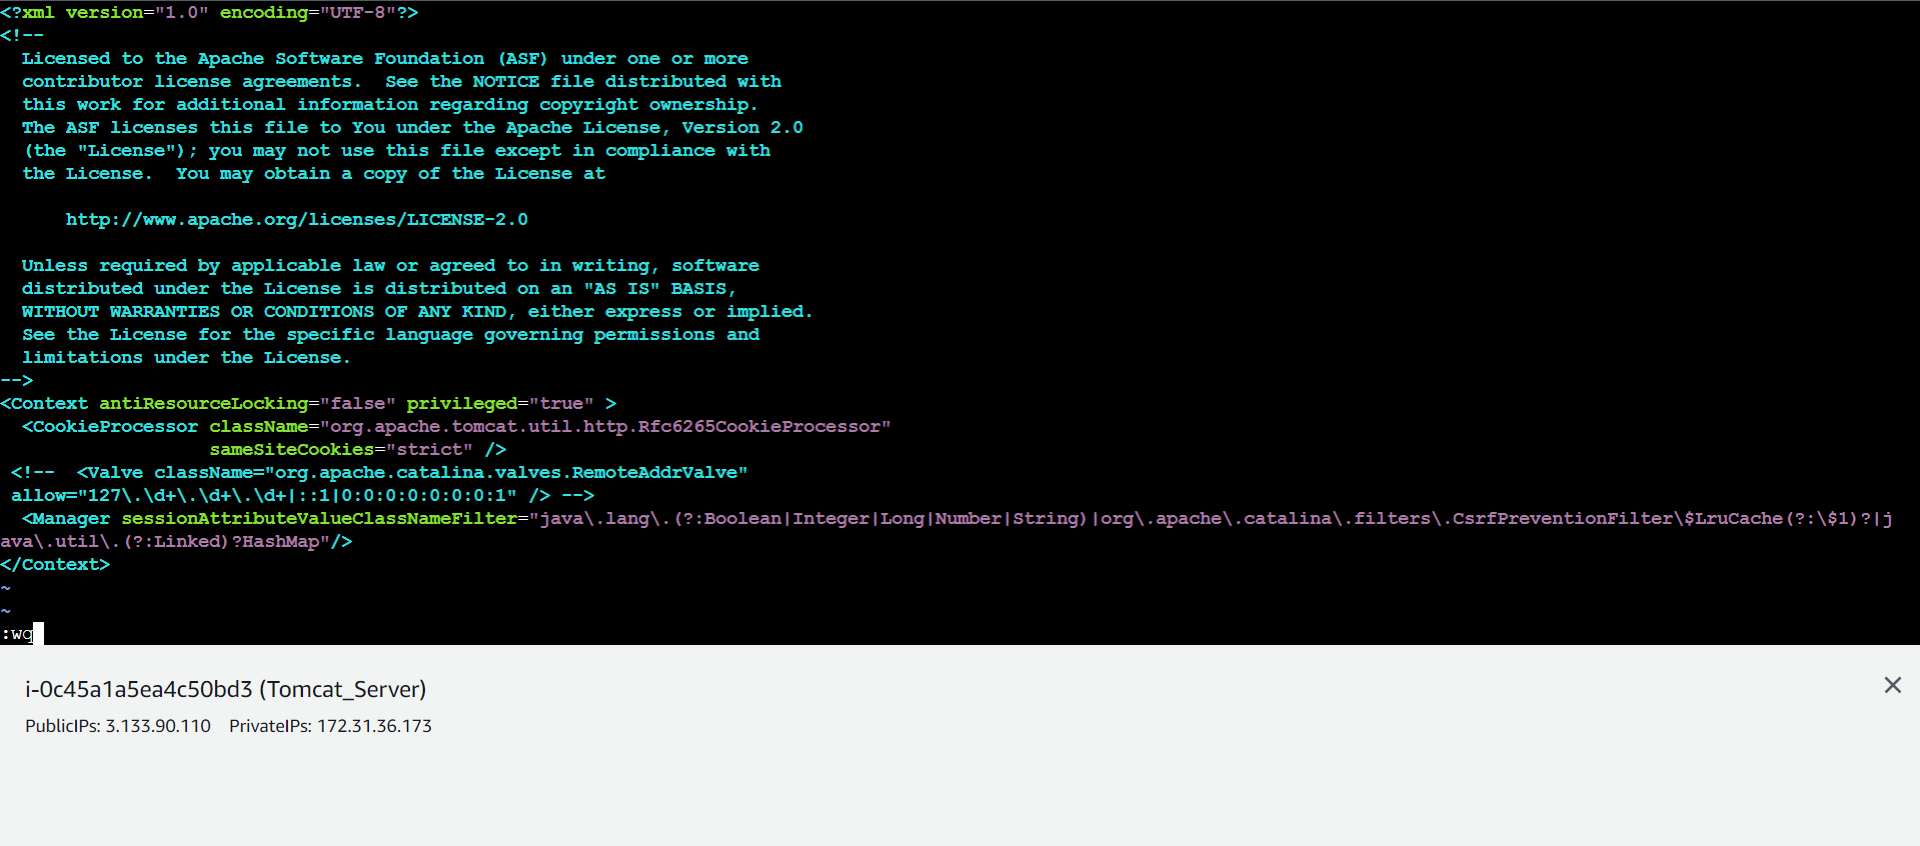 <?xml version="1.0" encoding="UTF-8"?>
<!--
  Licensed to the Apache Software Foundation (ASF) under one or more
  contributor license agreements.  See the NOTICE file distributed with
  this work for additional information regarding copyright ownership.
  The ASF licenses this file to You under the Apache License, Version 2.0
  (the "License"); you may not use this file except in compliance with
  the License.  You may obtain a copy of the License at

      http://www.apache.org/licenses/LICENSE-2.0

  Unless required by applicable law or agreed to in writing, software
  distributed under the License is distributed on an "AS IS" BASIS,
  WITHOUT WARRANTIES OR CONDITIONS OF ANY KIND, either express or implied.
  See the License for the specific language governing permissions and
  limitations under the License.
-->
<Context antiResourceLocking="false" privileged="true" >
  <CookieProcessor className="org.apache.tomcat.util.http.Rfc6265CookieProcessor"
                   sameSiteCookies="strict" />
 <!--  <Valve className="org.apache.catalina.valves.RemoteAddrValve"
 allow="127\.\d+\.\d+\.\d+|::1|0:0:0:0:0:0:0:1" /> -->
  <Manager sessionAttributeValueClassNameFilter="java\.lang\.(?:Boolean|Integer|Long|Number|String)|org\.apache\.catalina\.filters\.CsrfPreventionFilter\$LruCache(?:\$1)?|j
ava\.util\.(?:Linked)?HashMap"/>
</Context>
~
~
:wq
i-0c45a1a5ea4c50bd3 (Tomcat_Server)
PublicIPs: 3.133.90.110    PrivateIPs: 172.31.36.173